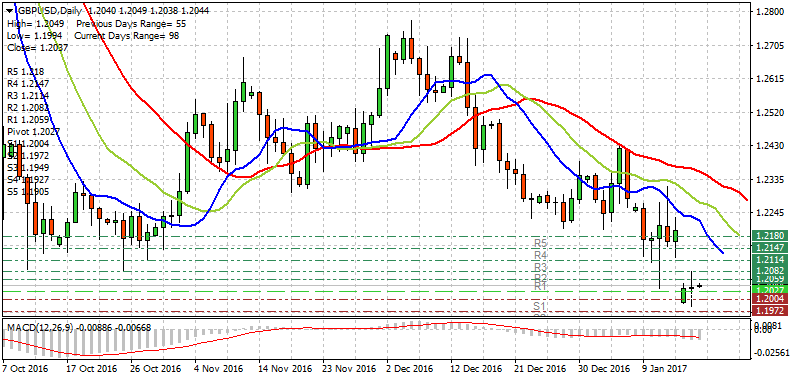 GBPUSD,Daily 1.2040 1.2049 1.2038 1.2044
High= 1.2049 Previous Days Range= 55
Low= 1.1994 Current Days Range= 98
Close= 1.2037
R5 1.218
R4 1.2147
R3 1.2114
R2 1.2082
R1 1.2059
Pivot 1.2027
S1 1.2004
S2 1.1972
S3 1.1949
S4 1.1927
S5 1.1905
R5
R4
R3
R1
S1
1.2800
1.2705
1.2615
1.2520
1.2430
1.2335
1.2245
1.2180
1.2147
1.2114
1.2082
1.2059
1.2027
1.2004
1.1972
MACD(12,26,9) -0.00886 -0.00668
0.0081
0.00
-0.02561
7 Oct 2016 17 Oct 2016 26 Oct 2016 4 Nov 2016 14 Nov 2016 23 Nov 2016 2 Dec 2016 12 Dec 2016 21 Dec 2016 30 Dec 2016 9 Jan 2017